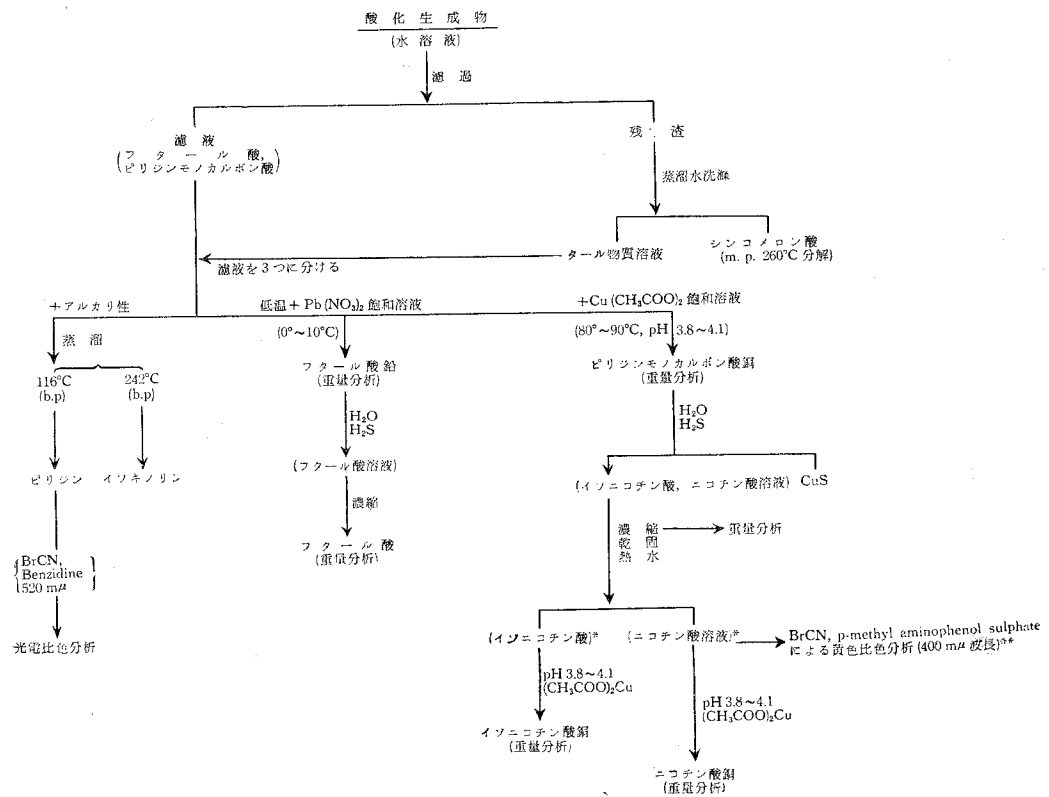 酸化生成物
(水溶液)
濾過
濾液
(フタール酸,
ピリジンモノカルボン酸)
残渣
蒸溜水洗滌
タール物質溶液
シンコメロン酸
(m. p. 260°C 分解)
濾液を3つに分ける
+アルカリ性
蒸溜
低温+Pb(NO₃)₂ 飽和溶液
(0°~10°C)
+Cu(CH₃COO)₂ 飽和溶液
(80°~90°C, pH 3.8~4.1)
116°C
(b.p)
242°C
(b.p)
フタール酸鉛
(重量分析)
ピリジンモノカルボン酸銅
(重量分析)
H₂O
H₂S
H₂O
H₂S
ピリジン
イソキノリン
(フタール酸溶液)
(イソニコチン酸, ニコチン酸溶液)
CuS
濃縮
フタール酸
(重量分析)
濃縮
乾固
熱水
重量分析
BrCN,
Benzidine
520 mμ
光電比色分析
(イソニコチン酸)*
(ニコチン酸溶液)*
BrCN, p-methyl aminophenol sulphate
による黄色比色分析 (400 mμ 波長)**
pH 3.8~4.1
(CH₃COO)₂Cu
pH 3.8~4.1
(CH₃COO)₂Cu
イソニコチン酸銅
(重量分析)
ニコチン酸銅
(重量分析)